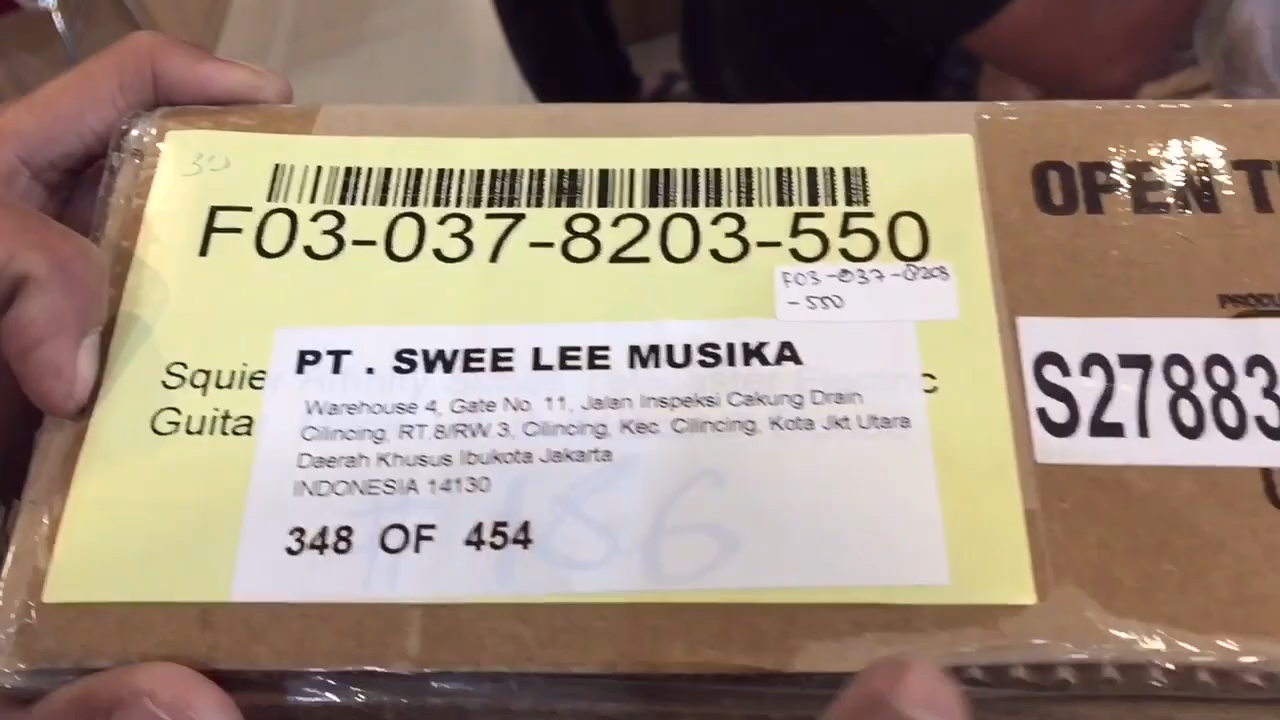 30
F03-037-8203-550
F03-037-8203
-550
OPEN T
PRODU
S27883
PT . SWEE LEE MUSIKA
Squie
Guita
c
Warehouse 4, Gate No. 11, Jalan Inspeksi Cakung Drain
Cilincing, RT.8/RW.3, Cilincing, Kec. Cilincing, Kota Jkt Utara
Daerah Khusus Ibukota Jakarta
INDONESIA 14130
348 OF 454
#186